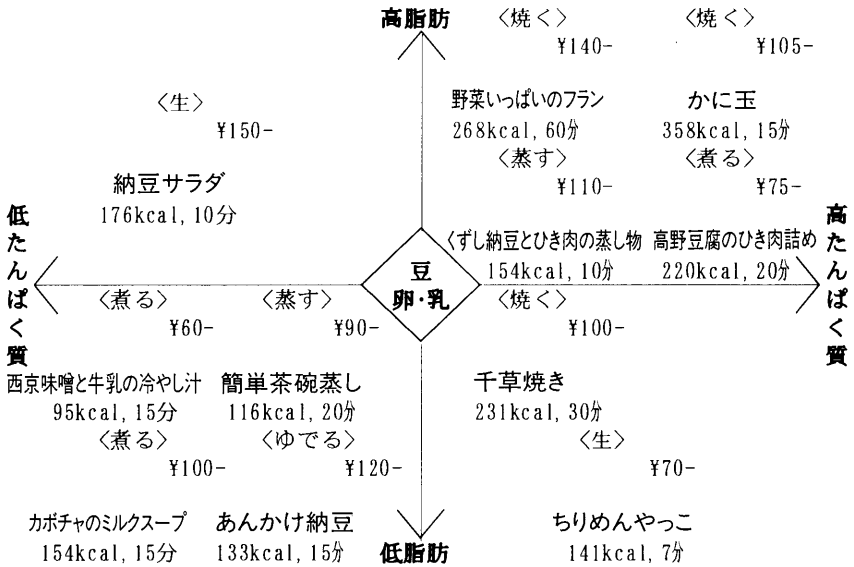 高脂肪
〈焼く〉
¥140-
野菜いっぱいのフラン
268kcal, 60分
〈焼く〉
¥105-
かに玉
358kcal, 15分
〈生〉
¥150-
納豆サラダ
176kcal, 10分
〈蒸す〉
¥110-
くずし納豆とひき肉の蒸し物
154kcal, 10分
〈煮る〉
¥75-
高野豆腐のひき肉詰め
220kcal, 20分
低たんぱく質
豆
卵・乳
高たんぱく質
〈煮る〉
¥60-
西京味噌と牛乳の冷やし汁
95kcal, 15分
〈蒸す〉
¥90-
簡単茶碗蒸し
116kcal, 20分
〈焼く〉
¥100-
千草焼き
231kcal, 30分
〈煮る〉
¥100-
カボチャのミルクスープ
154kcal, 15分
〈ゆでる〉
¥120-
あんかけ納豆
133kcal, 15分
〈生〉
¥70-
ちりめんやっこ
141kcal, 7分
低脂肪